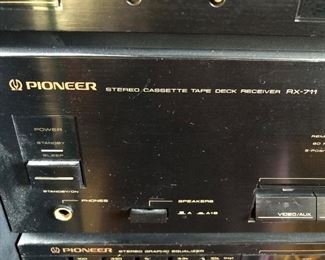 PIONEER STEREO CASSETTE TAPE DECK RECEIVER RX-711
POWER
STANDBY
SLEEP
STANDBY/ON
PHONES
SPEAKERS
A A+B
VIDEO/AUX
PIONEER STEREO GRAPHIC EQUALIZER